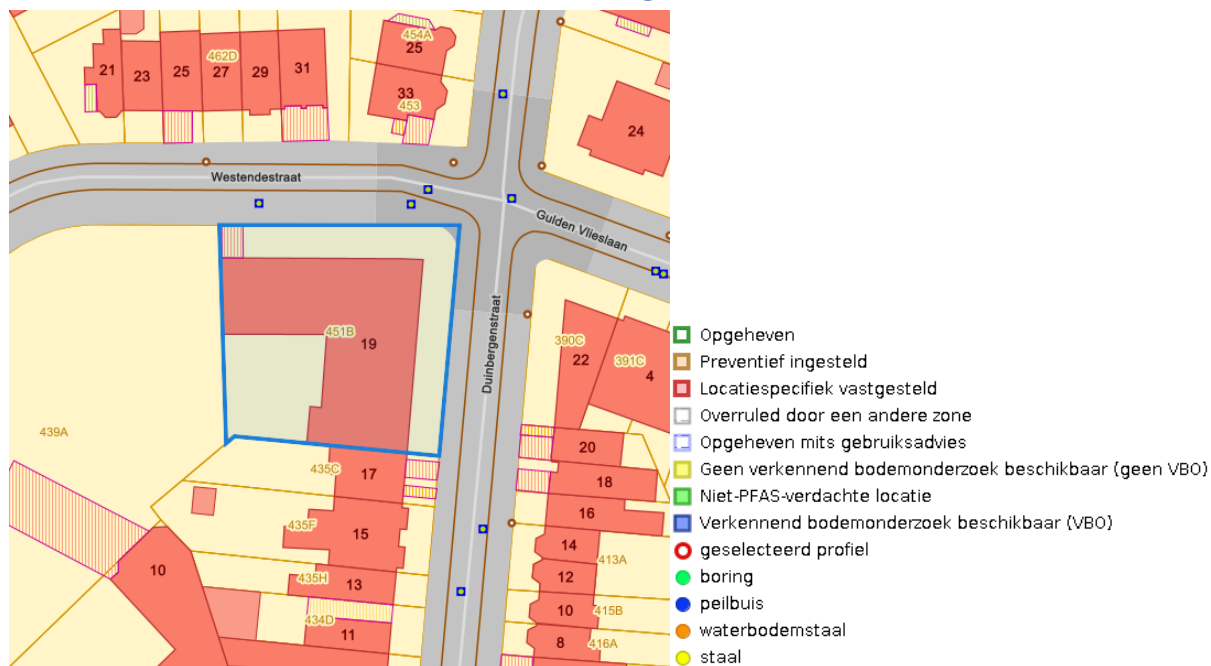 454A
25
462D
21
23
25
27
29
31
33
453
24
Westendestraat
Gulden Vlieslaan
Duinbergenstraat
451B
19
390C
22
391C
4
439A
435C
17
20
18
16
435F
15
14
413A
10
435H
13
12
434D
11
10
415B
8
416A
Opgeheven
Preventief ingesteld
Locatiespecifiek vastgesteld
Overruled door een andere zone
Opgeheven mits gebruiksadvies
Geen verkennend bodemonderzoek beschikbaar (geen VBO)
Niet-PFAS-verdachte locatie
Verkennend bodemonderzoek beschikbaar (VBO)
geselecteerd profiel
boring
peilbuis
waterbodemstaal
staal